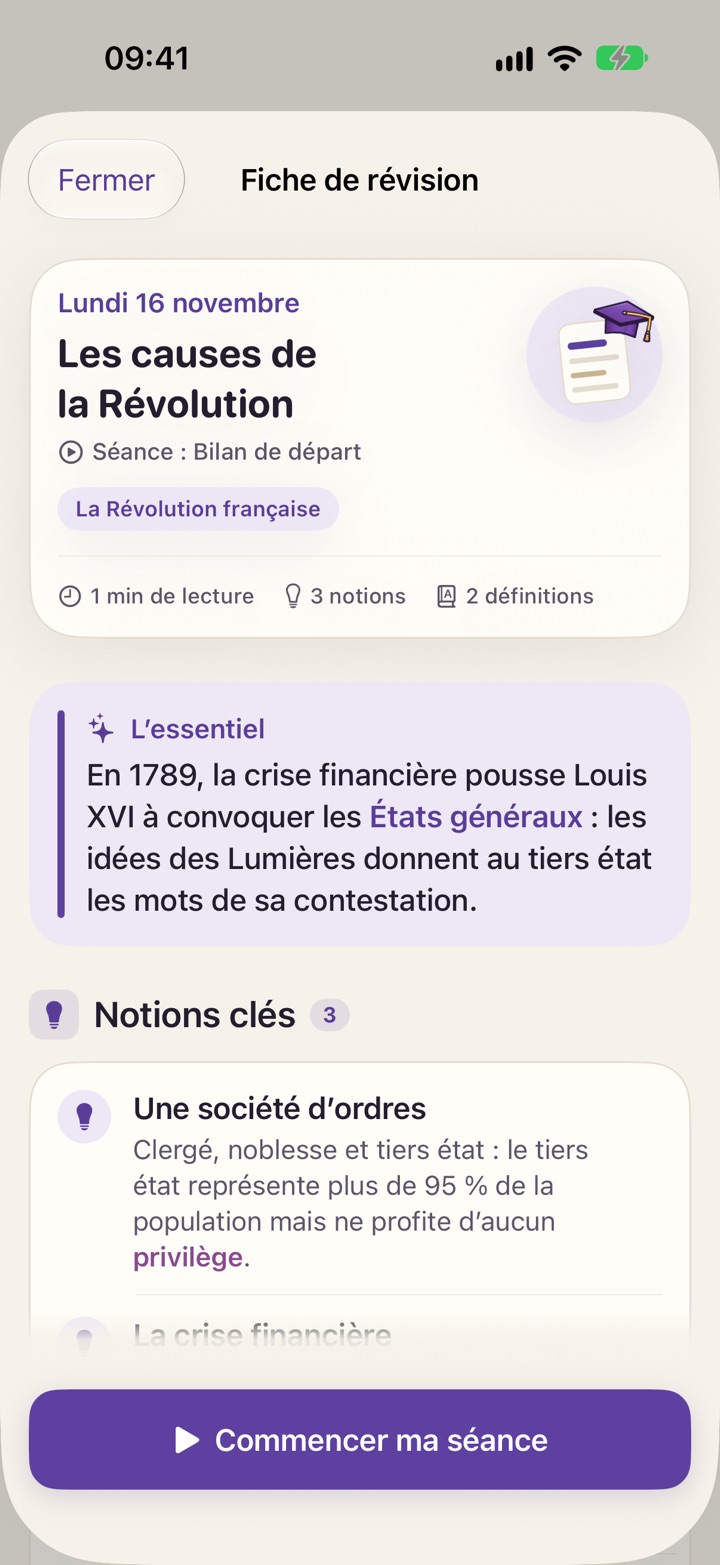 09:41
Fermer
Fiche de révision
Lundi 16 novembre
Les causes de
la Révolution
Séance : Bilan de départ
La Révolution française
1 min de lecture
3 notions
A
2 définitions
L’essentiel
En 1789, la crise financière pousse Louis
XVI à convoquer les États généraux : les
idées des Lumières donnent au tiers état
les mots de sa contestation.
Notions clés 3
Une société d’ordres
Clergé, noblesse et tiers état : le tiers
état représente plus de 95 % de la
population mais ne profite d’aucun
privilège.
La crise financière
Commencer ma séance